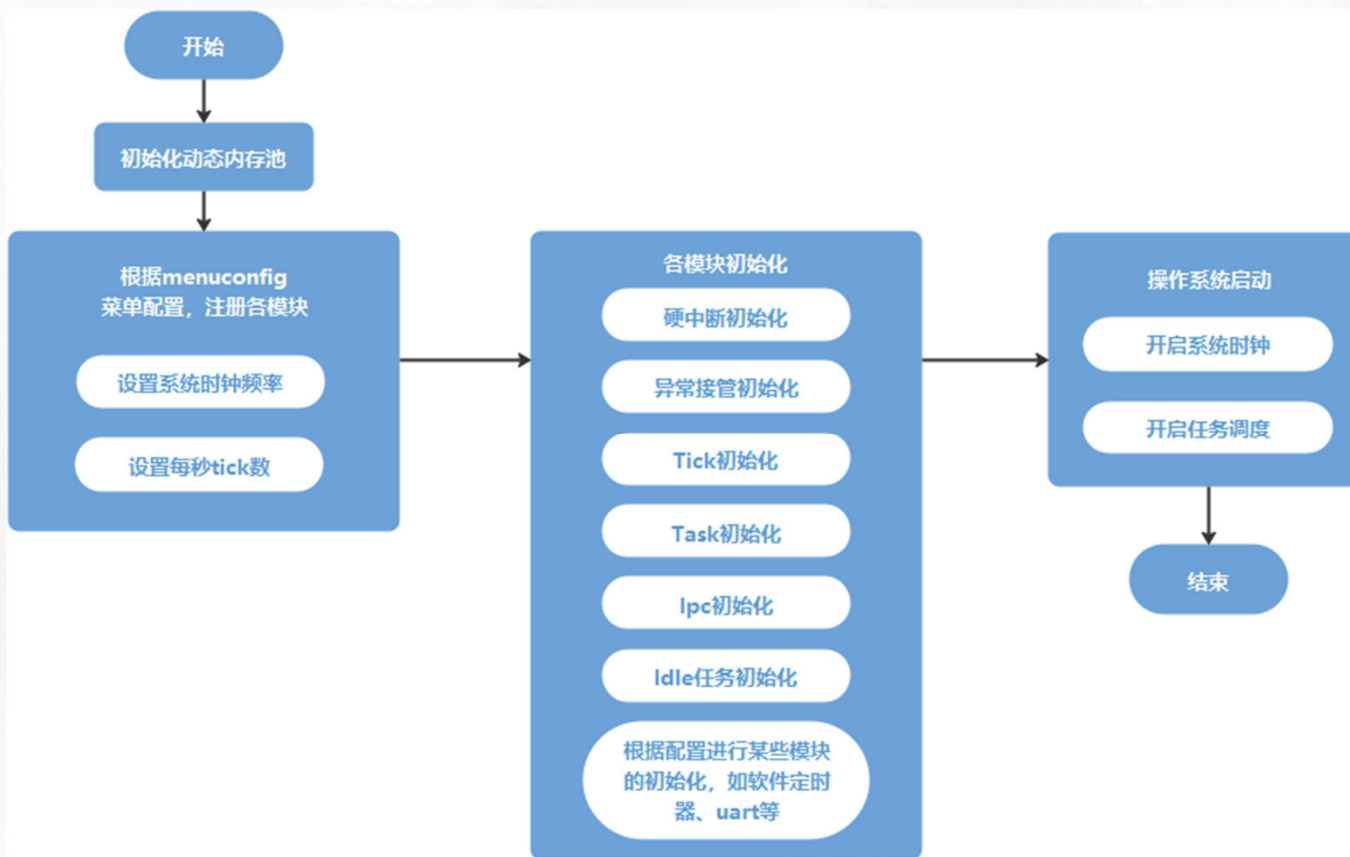 开始
初始化动态内存池
根据menuconfig
菜单配置，注册各模块
设置系统时钟频率
设置每秒tick数
各模块初始化
硬中断初始化
异常接管初始化
Tick初始化
Task初始化
Ipc初始化
Idle任务初始化
根据配置进行某些模块
的初始化，如软件定时
器、uart等
操作系统启动
开启系统时钟
开启任务调度
结束